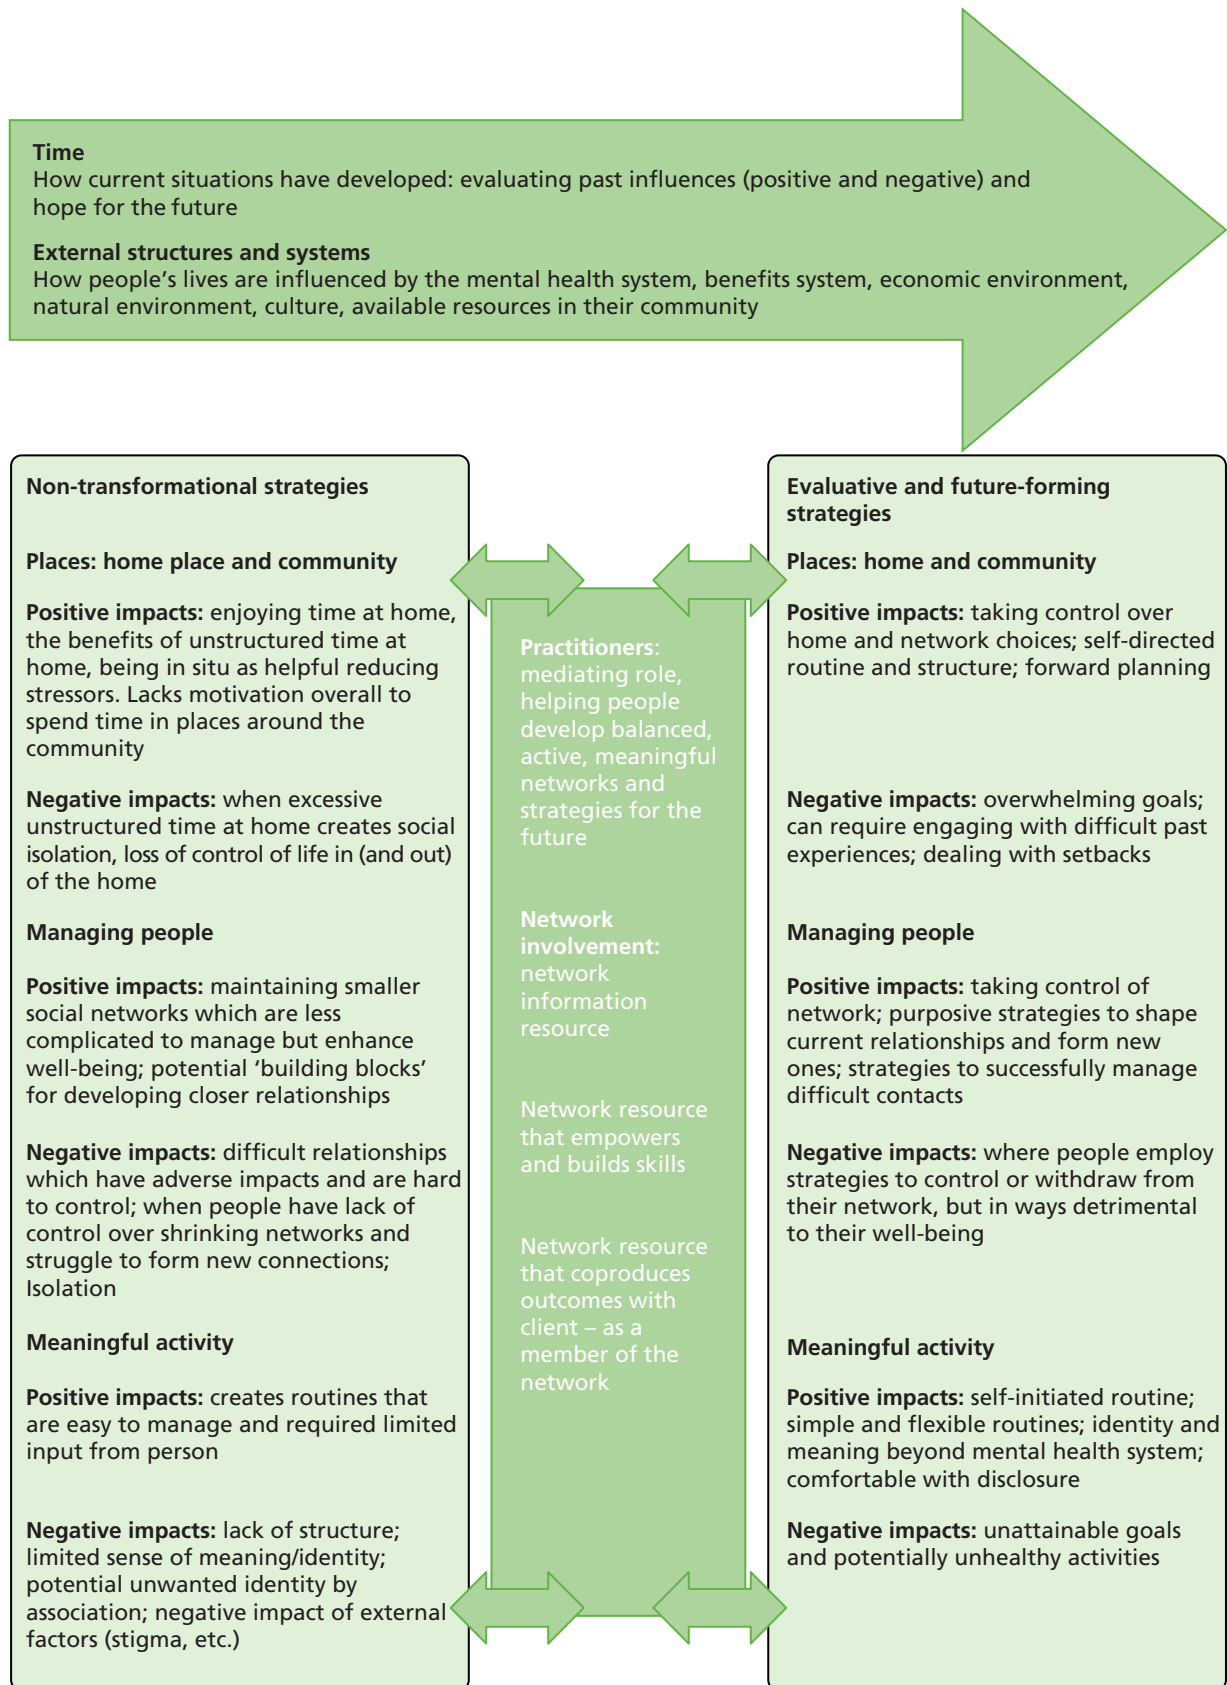 Time
How current situations have developed: evaluating past influences (positive and negative) and
hope for the future
External structures and systems
How people's lives are influenced by the mental health system, benefits system, economic environment,
natural environment, culture, available resources in their community
Non-transformational strategies
Places: home place and community
Positive impacts: enjoying time at home,
the benefits of unstructured time at
home, being in situ as helpful reducing
stressors. Lacks motivation overall to
spend time in places around the
community
Negative impacts: when excessive
unstructured time at home creates social
isolation, loss of control of life in (and out)
of the home
Managing people
Positive impacts: maintaining smaller
social networks which are less
complicated to manage but enhance
well-being; potential 'building blocks'
for developing closer relationships
Negative impacts: difficult relationships
which have adverse impacts and are hard
to control; when people have lack of
control over shrinking networks and
struggle to form new connections;
Isolation
Meaningful activity
Positive impacts: creates routines that
are easy to manage and required limited
input from person
Negative impacts: lack of structure;
limited sense of meaning/identity;
potential unwanted identity by
association; negative impact of external
factors (stigma, etc.)
Practitioners:
mediating role,
helping people
develop balanced,
active, meaningful
networks and
strategies for the
future
Network
involvement:
network
information
resource
Network resource
that empowers
and builds skills
Network resource
that coproduces
outcomes with
client – as a
member of the
network
Evaluative and future-forming
strategies
Places: home and community
Positive impacts: taking control over
home and network choices; self-directed
routine and structure; forward planning
Negative impacts: overwhelming goals;
can require engaging with difficult past
experiences; dealing with setbacks
Managing people
Positive impacts: taking control of
network; purposive strategies to shape
current relationships and form new
ones; strategies to successfully manage
difficult contacts
Negative impacts: where people employ
strategies to control or withdraw from
their network, but in ways detrimental
to their well-being
Meaningful activity
Positive impacts: self-initiated routine;
simple and flexible routines; identity and
meaning beyond mental health system;
comfortable with disclosure
Negative impacts: unattainable goals
and potentially unhealthy activities